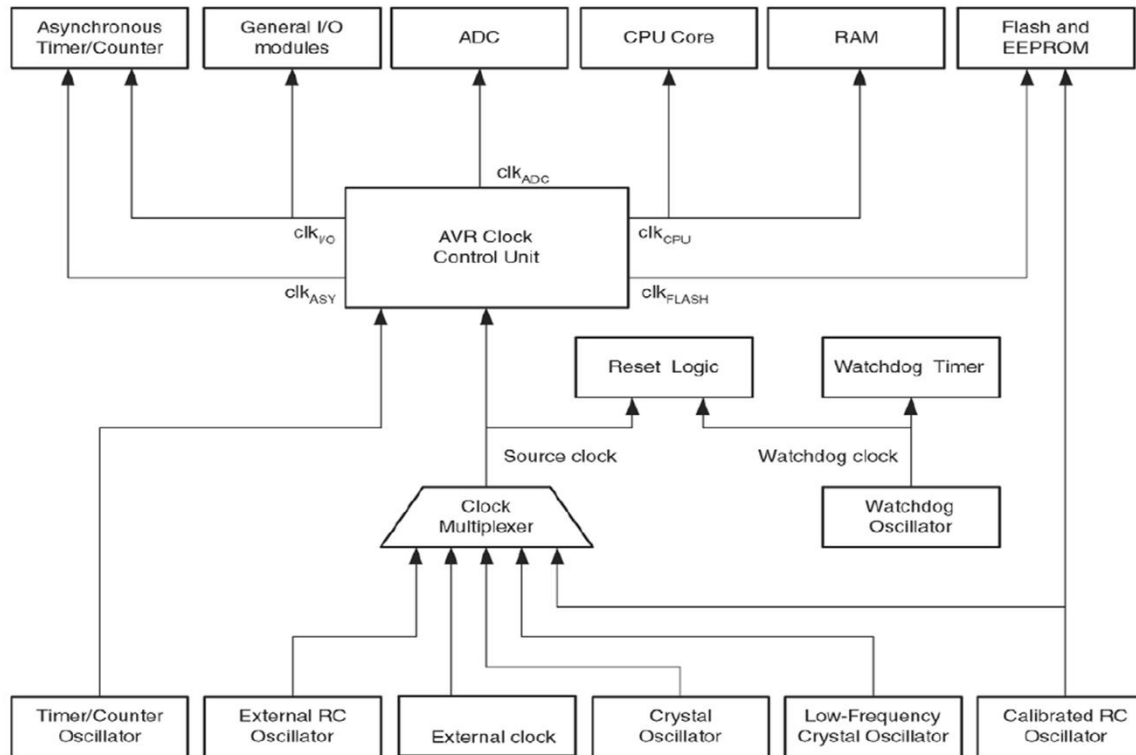 Asynchronous
Timer/Counter
General I/O
modules
ADC
CPU Core
RAM
Flash and
EEPROM
clkADC
clkI/O
AVR Clock
Control Unit
clkCPU
clkASY
clkFLASH
Reset Logic
Watchdog Timer
Source clock
Watchdog clock
Clock
Multiplexer
Watchdog
Oscillator
Timer/Counter
Oscillator
External RC
Oscillator
External clock
Crystal
Oscillator
Low-Frequency
Crystal Oscillator
Calibrated RC
Oscillator